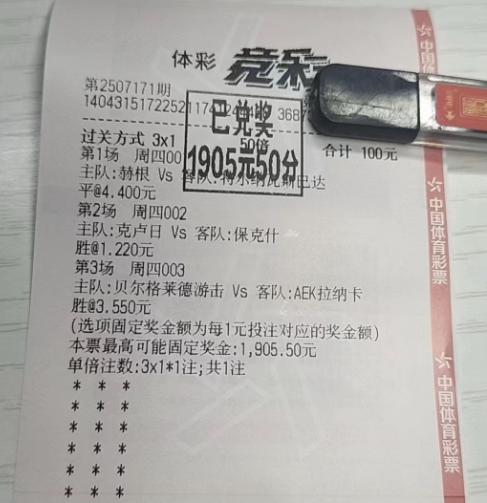 体彩 竞彩
第2507171期
已兑奖
50倍
1905元50分
过关方式 3x1
合计 100元
第1场 周四00
主队:赫根 Vs 客队:特尔纳瓦斯巴达
平@4.400元
第2场 周四002
主队:克卢日 Vs 客队:保克什
胜@1.220元
第3场 周四003
主队:贝尔格莱德游击 Vs 客队:AEK拉纳卡
胜@3.550元
(选项固定奖金额为每1元投注对应的奖金额)
本票最高可能固定奖金:1,905.50元
单倍注数:3x1*1注;共1注
* * *
* * *
* * *
* * *
* * *
* * *
中国体
中国体育彩票
中国体育彩票